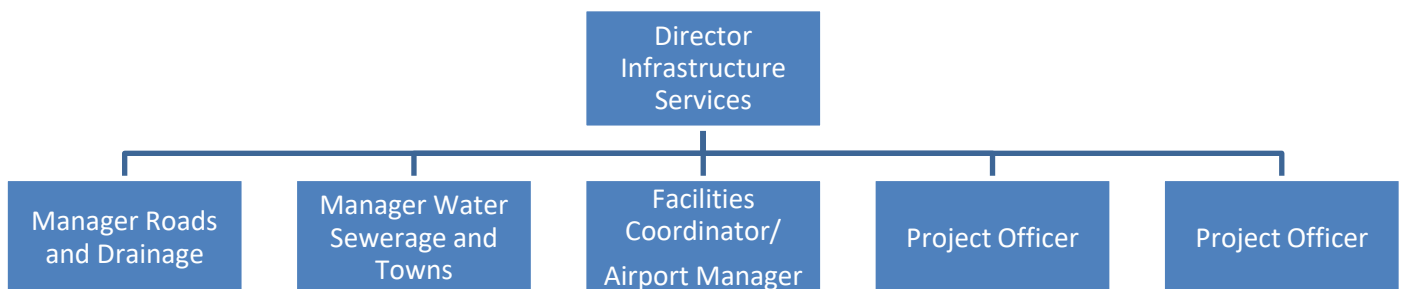 Director
Infrastructure
Services
Manager Roads
and Drainage
Manager Water
Sewerage and
Towns
Facilities
Coordinator/
Airport Manager
Project Officer
Project Officer